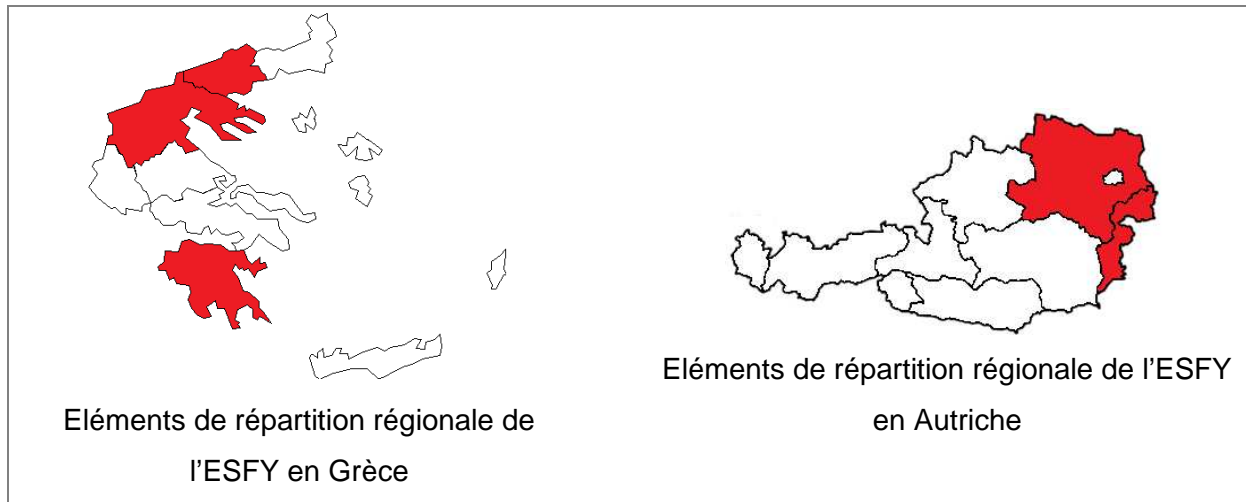 Eléments de répartition régionale de
l'ESFY en Grèce
Eléments de répartition régionale de l'ESFY
en Autriche